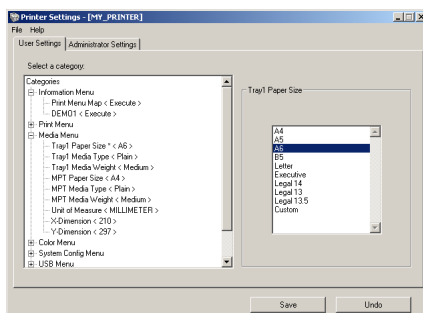 Printer Settings - [MY_PRINTER]
File Help
User Settings Administrator Settings
Select a category:
Categories
Information Menu
Print Menu Map < Execute >
DEMO1 < Execute >
Print Menu
Media Menu
Tray1 Paper Size * < A6 >
Tray1 Media Type < Plain >
Tray1 Media Weight < Medium >
MPT Paper Size < A4 >
MPT Media Type < Plain >
MPT Media Weight < Medium >
Unit of Measure < MILLIMETER >
X-Dimension < 210 >
Y-Dimension < 297 >
Color Menu
System Config Menu
USB Menu
Tray1 Paper Size
A4
A5
A6
B5
Letter
Executive
Legal 14
Legal 13
Legal 13.5
Custom
Save Undo